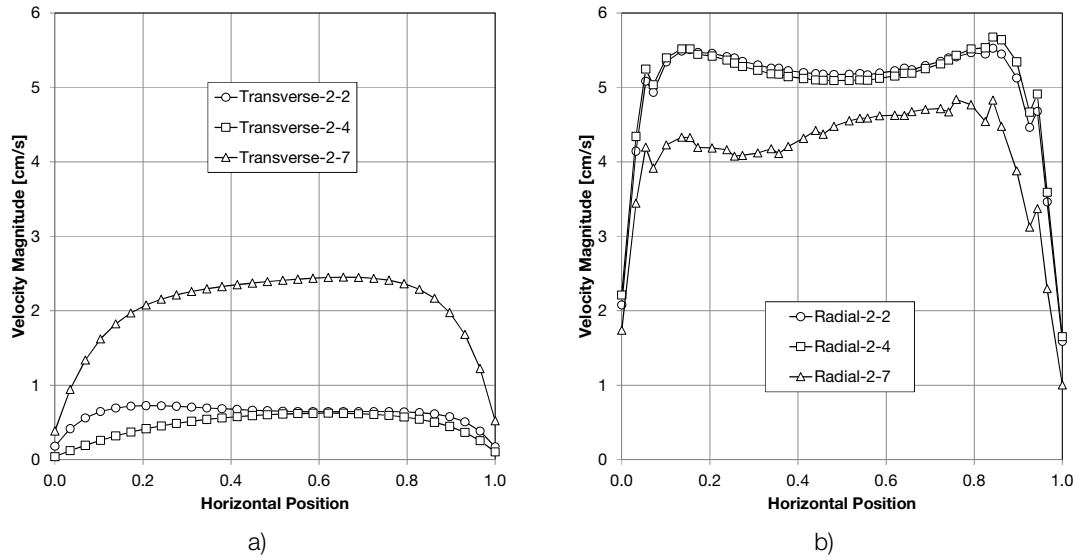 6
5
4
3
2
1
0
Velocity Magnitude [cm/s]
Transverse-2-2
Transverse-2-4
Transverse-2-7
0.0 0.2 0.4 0.6 0.8 1.0
Horizontal Position
a)
6
5
4
3
2
1
0
Velocity Magnitude [cm/s]
Radial-2-2
Radial-2-4
Radial-2-7
0.0 0.2 0.4 0.6 0.8 1.0
Horizontal Position
b)